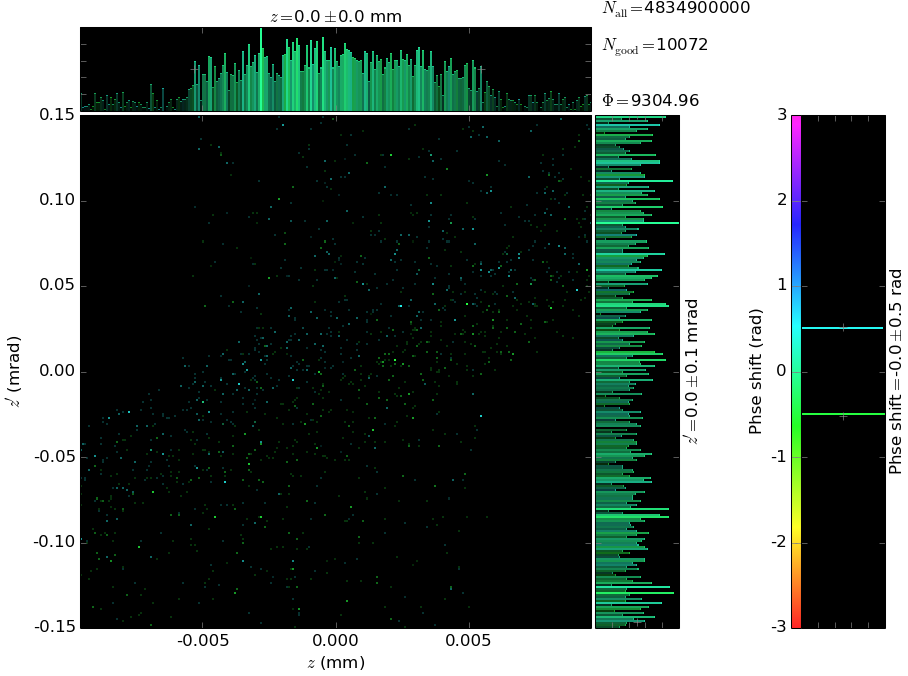 z=0.0±0.0 mm
N_all=4834900000
N_good=10072
Φ=9304.96
0.15
0.10
0.05
0.00
-0.05
-0.10
-0.15
z′ (mrad)
-0.005
0.000
0.005
z (mm)
z′=0.0±0.1 mrad
3
2
1
0
-1
-2
-3
Phse shift (rad)
Phse shift=-0.0±0.5 rad